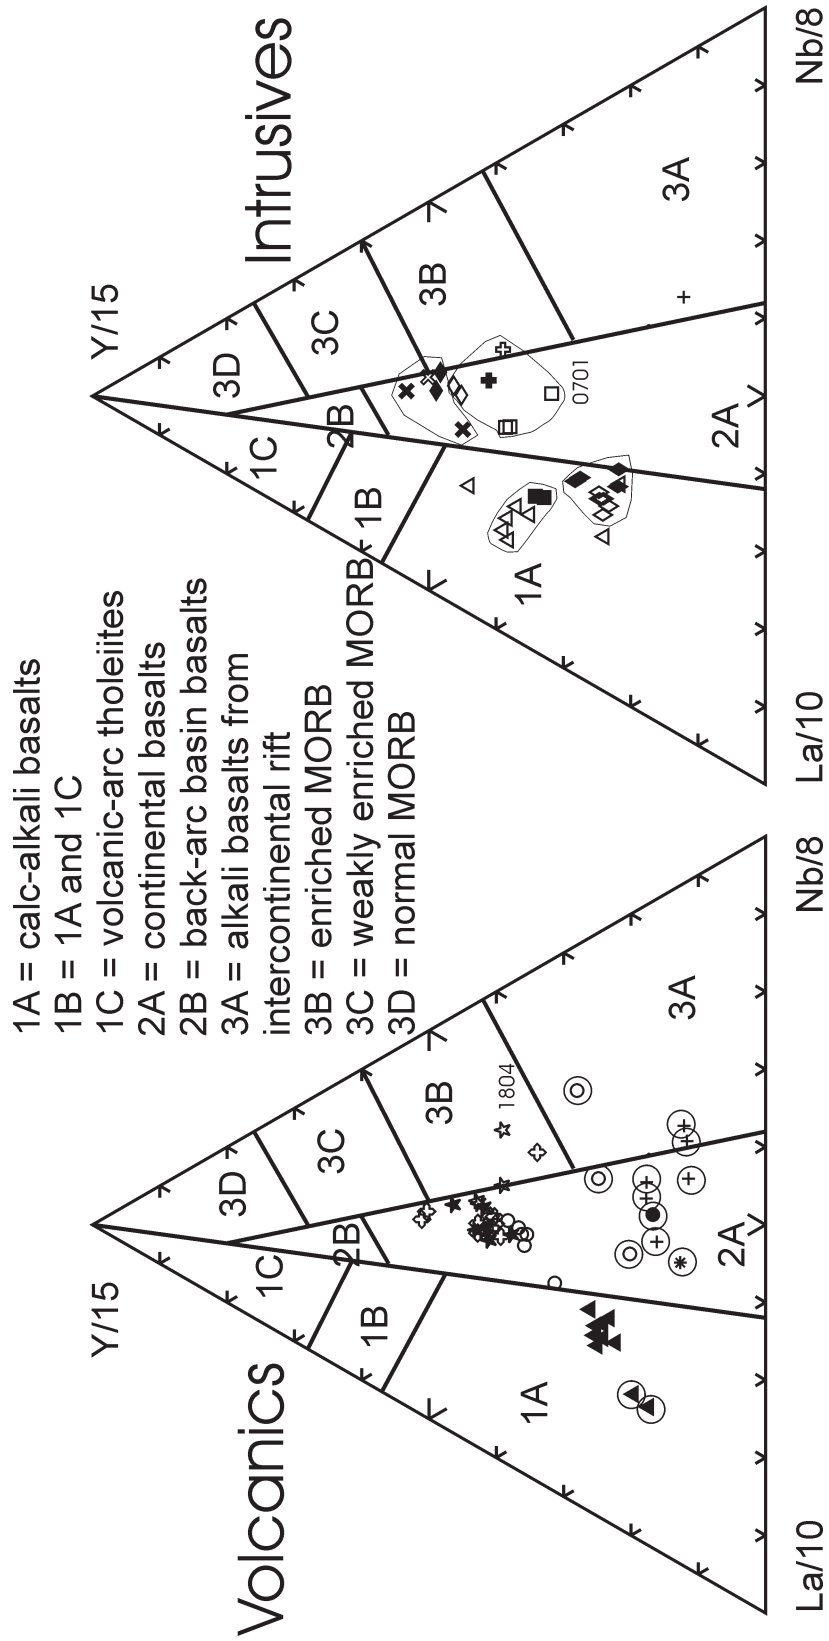 Volcanics
Intrusives
1A = calc-alkali basalts
1B = 1A and 1C
1C = volcanic-arc tholeiites
2A = continental basalts
2B = back-arc basin basalts
3A = alkali basalts from
intercontinental rift
3B = enriched MORB
3C = weakly enriched MORB
3D = normal MORB
Y/15
3D
1C
3C
2B
1B
3B
1804
1A
3A
2A
La/10
Nb/8
Y/15
3D
1C
3C
2B
1B
3B
0701
1A
3A
2A
La/10
Nb/8